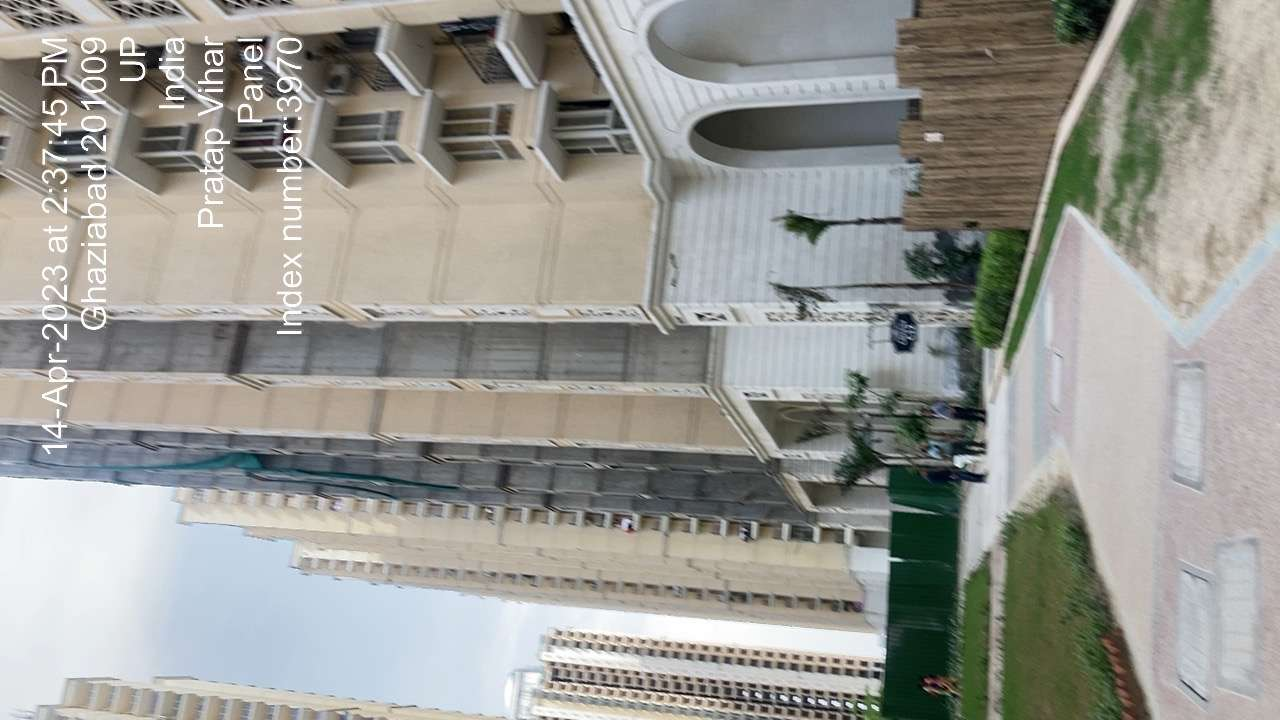 14-Apr-2023 at 2:37:45 PM
Ghaziabad 201009
UP
India
Pratap Vihar
Panel
Index number:3970